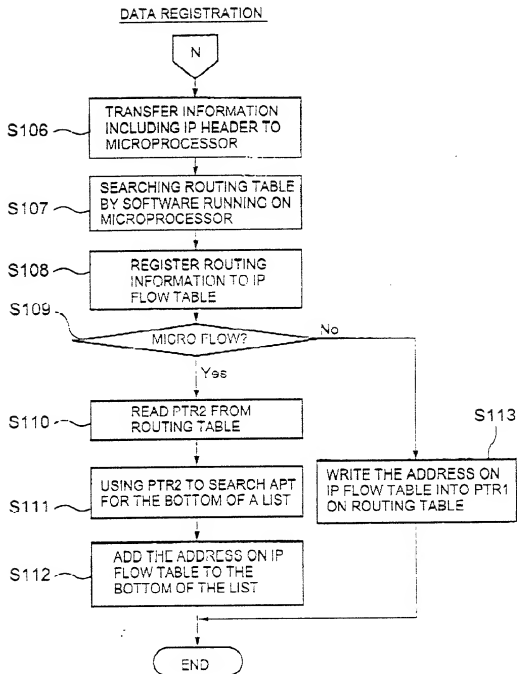 DATA REGISTRATION
N
S106
TRANSFER INFORMATION
INCLUDING IP HEADER TO
MICROPROCESSOR
S107
SEARCHING ROUTING TABLE
BY SOFTWARE RUNNING ON
MICROPROCESSOR
S108
REGISTER ROUTING
INFORMATION TO IP
FLOW TABLE
S109
MICRO FLOW?
No
Yes
S110
READ PTR2 FROM
ROUTING TABLE
S113
WRITE THE ADDRESS ON
IP FLOW TABLE INTO PTR1
ON ROUTING TABLE
S111
USING PTR2 TO SEARCH APT
FOR THE BOTTOM OF A LIST
S112
ADD THE ADDRESS ON IP
FLOW TABLE TO THE
BOTTOM OF THE LIST
END